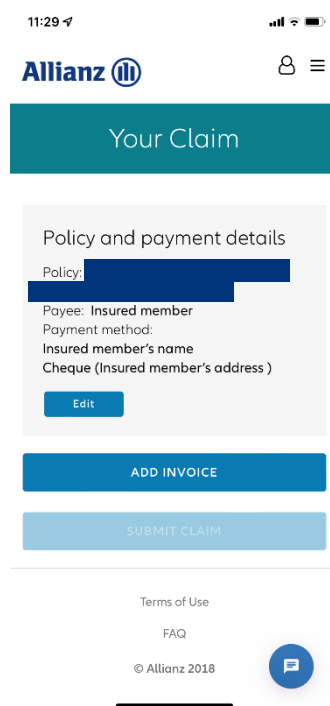 11:29
Allianz
Your Claim
Policy and payment details
Policy:
Payee: Insured member
Payment method:
Insured member's name
Cheque (Insured member's address )
Edit
ADD INVOICE
SUBMIT CLAIM
Terms of Use
FAQ
© Allianz 2018